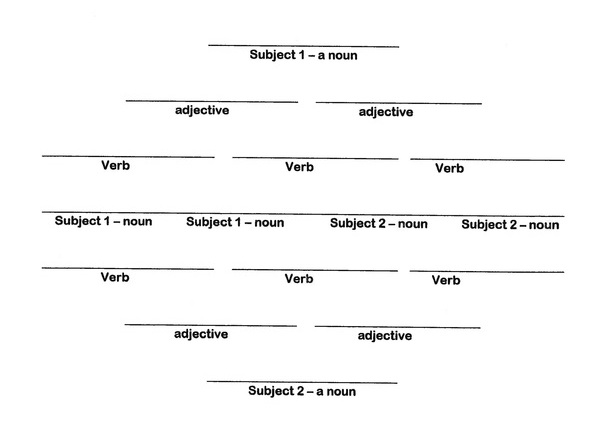 Subject 1 – a noun
adjective adjective
Verb Verb Verb
Subject 1 – noun Subject 1 – noun Subject 2 – noun Subject 2 – noun
Verb Verb Verb
adjective adjective
Subject 2 – a noun